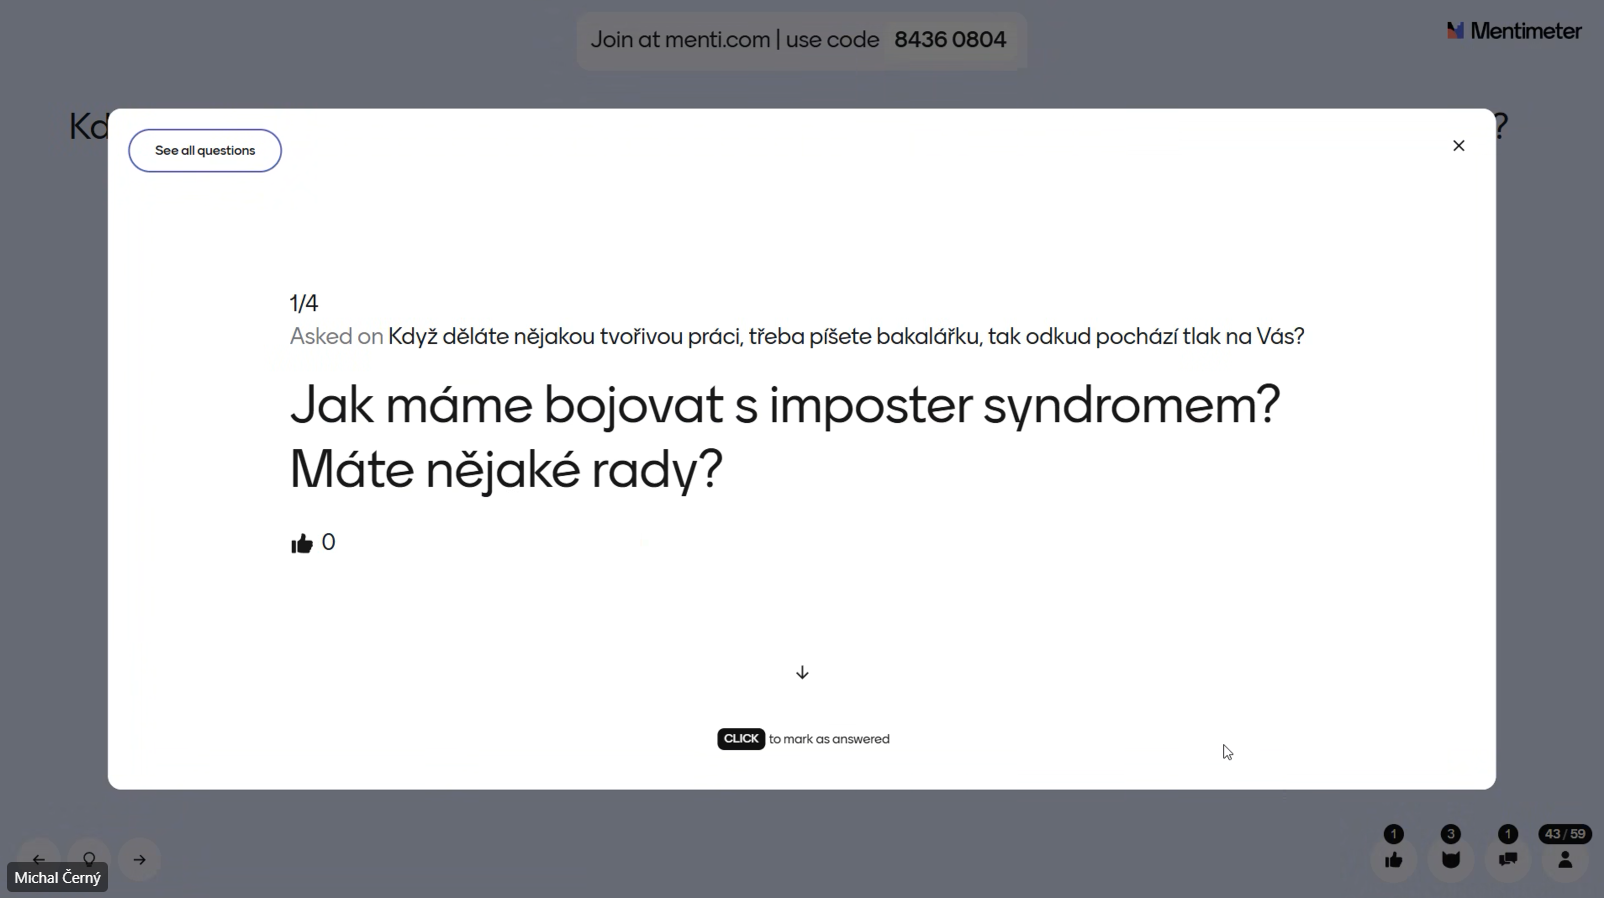 Join at menti.com | use code 8436 0804
Mentimeter
Kd
?
See all questions
1/4
Asked on Když děláte nějakou tvořivou práci, třeba píšete bakalářku, tak odkud pochází tlak na Vás?
Jak máme bojovat s imposter syndromem?
Máte nějaké rady?
0
CLICK to mark as answered
1
3
1
43 / 59
Michal Černý